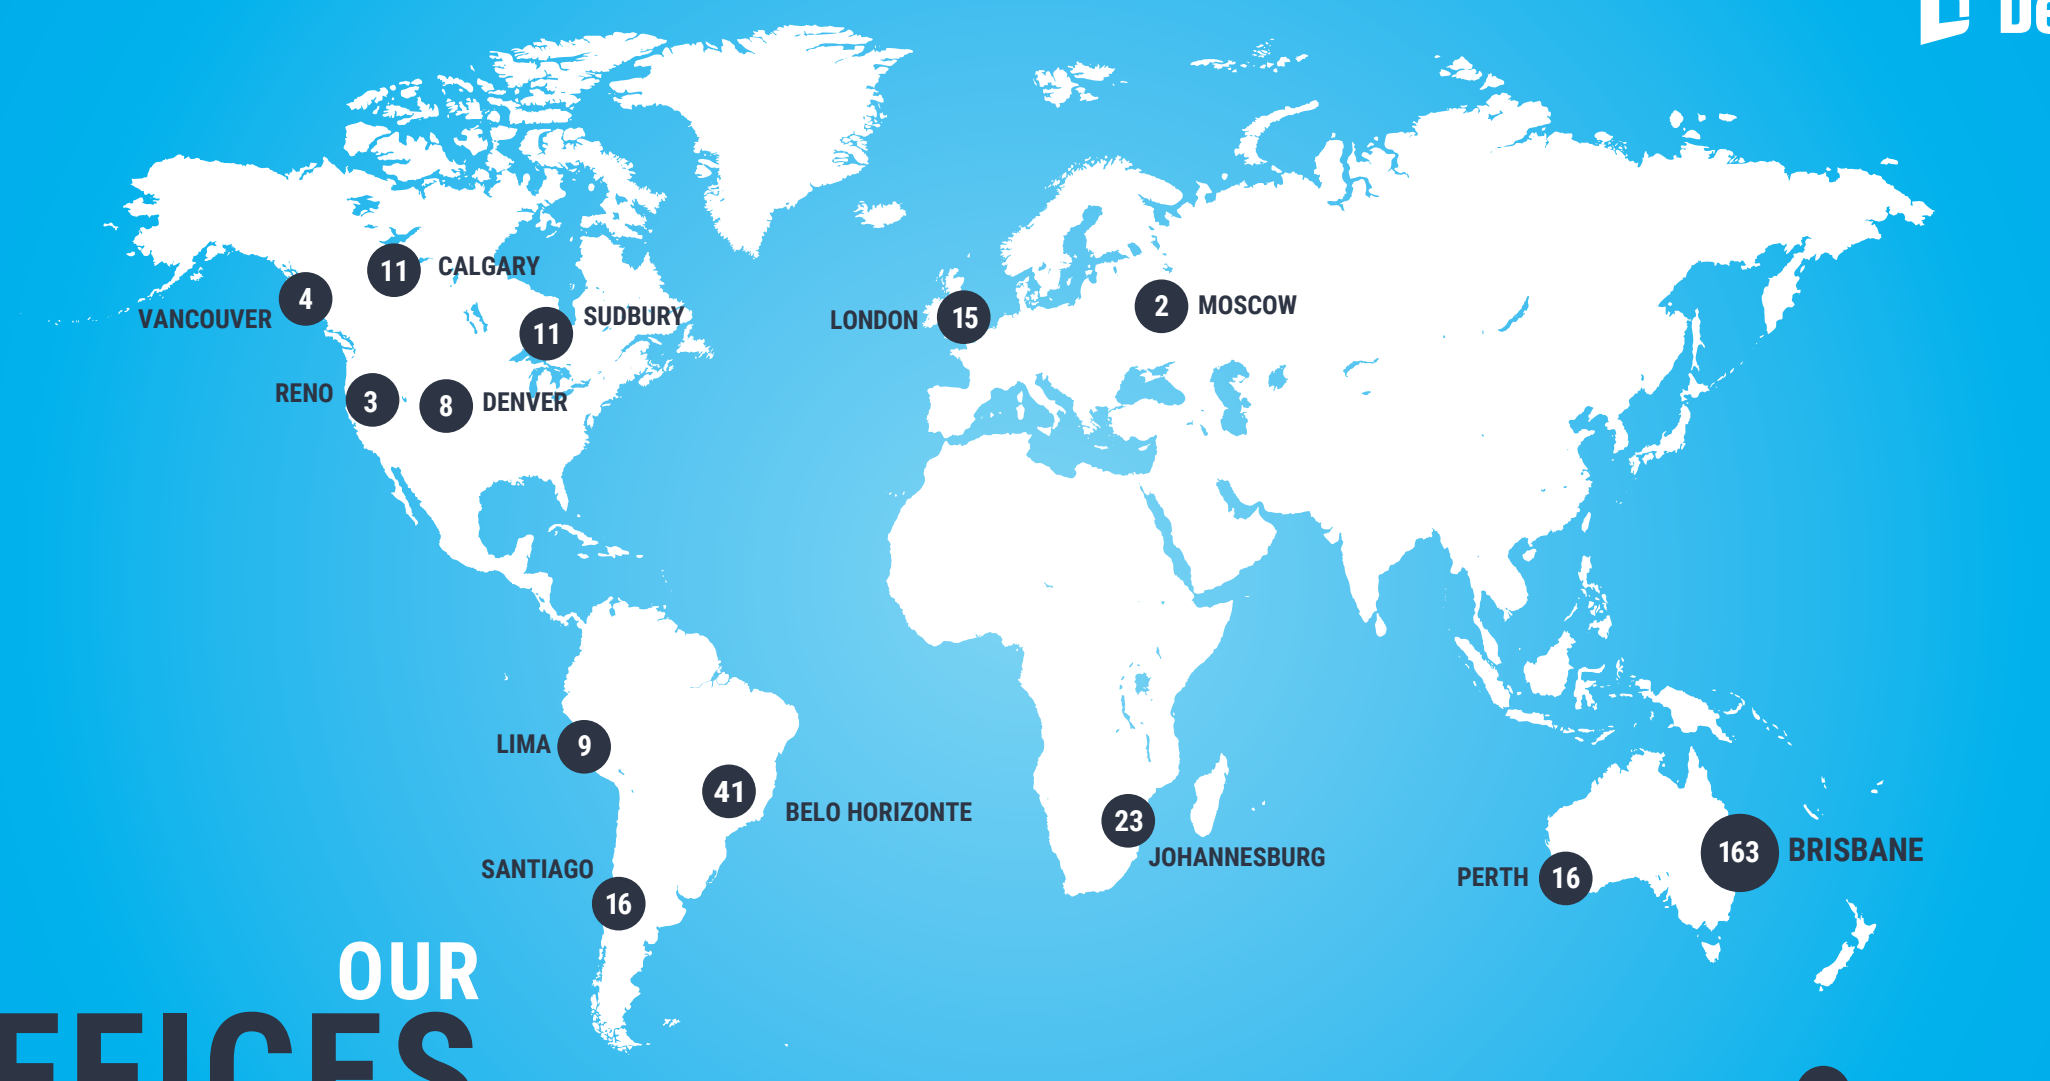 11 CALGARY
4
VANCOUVER
SUDBURY
11
LONDON 15
2 MOSCOW
RENO 3
8 DENVER
LIMA 9
41
BELO HORIZONTE
23
JOHANNESBURG
163 BRISBANE
PERTH 16
SANTIAGO
16
OUR